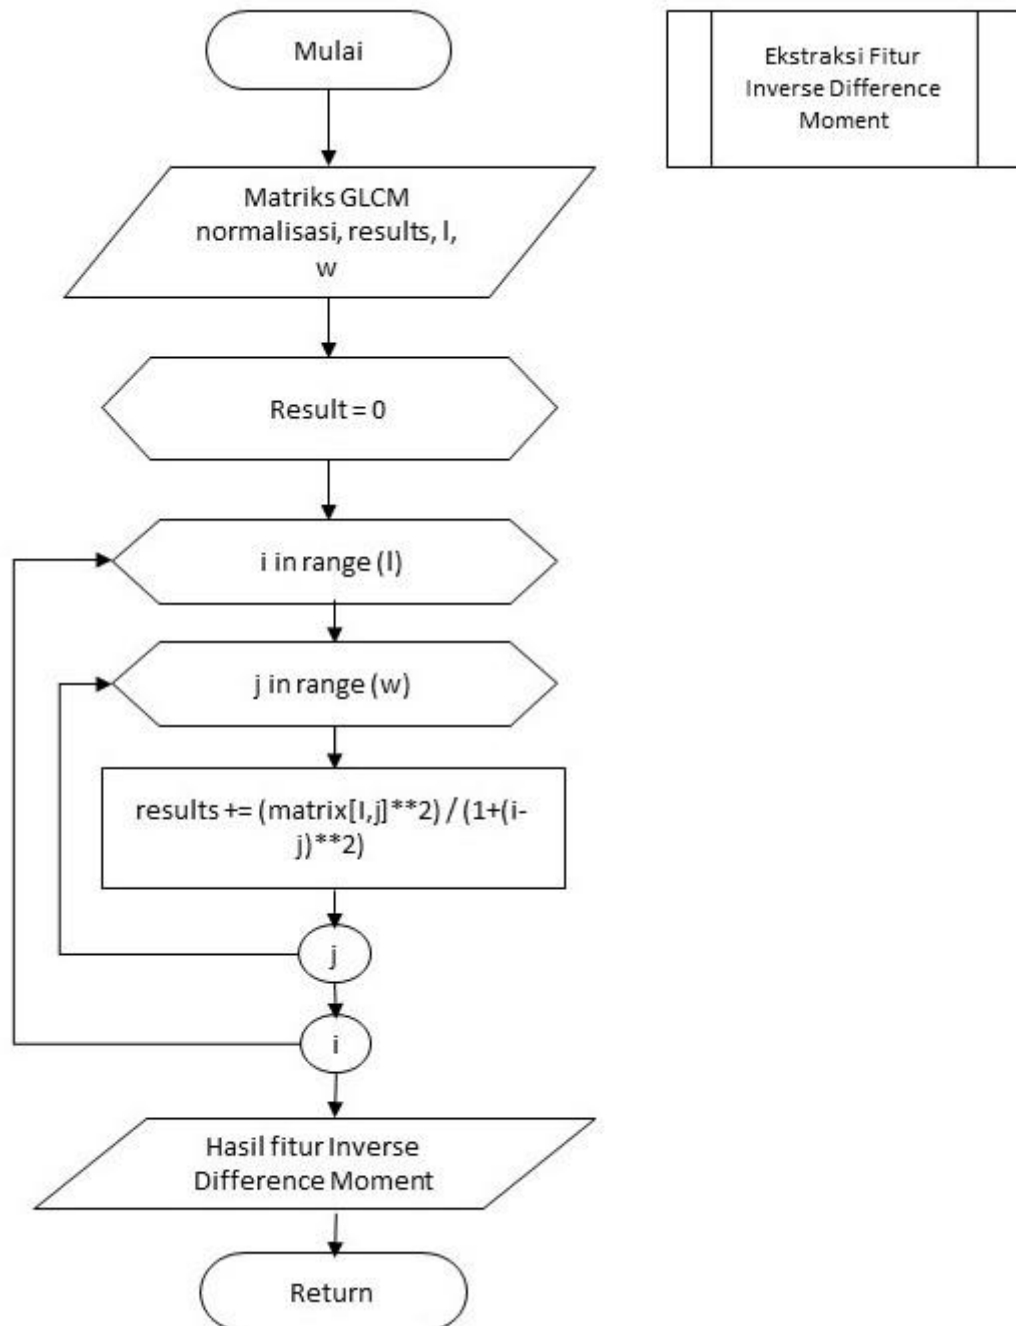 Mulai
Ekstraksi Fitur
Inverse Difference
Moment
Matriks GLCM
normalisasi, results, l,
w
Result = 0
i in range (l)
j in range (w)
results += (matrix[I,j]**2) / (1+(i-
j)**2)
j
i
Hasil fitur Inverse
Difference Moment
Return